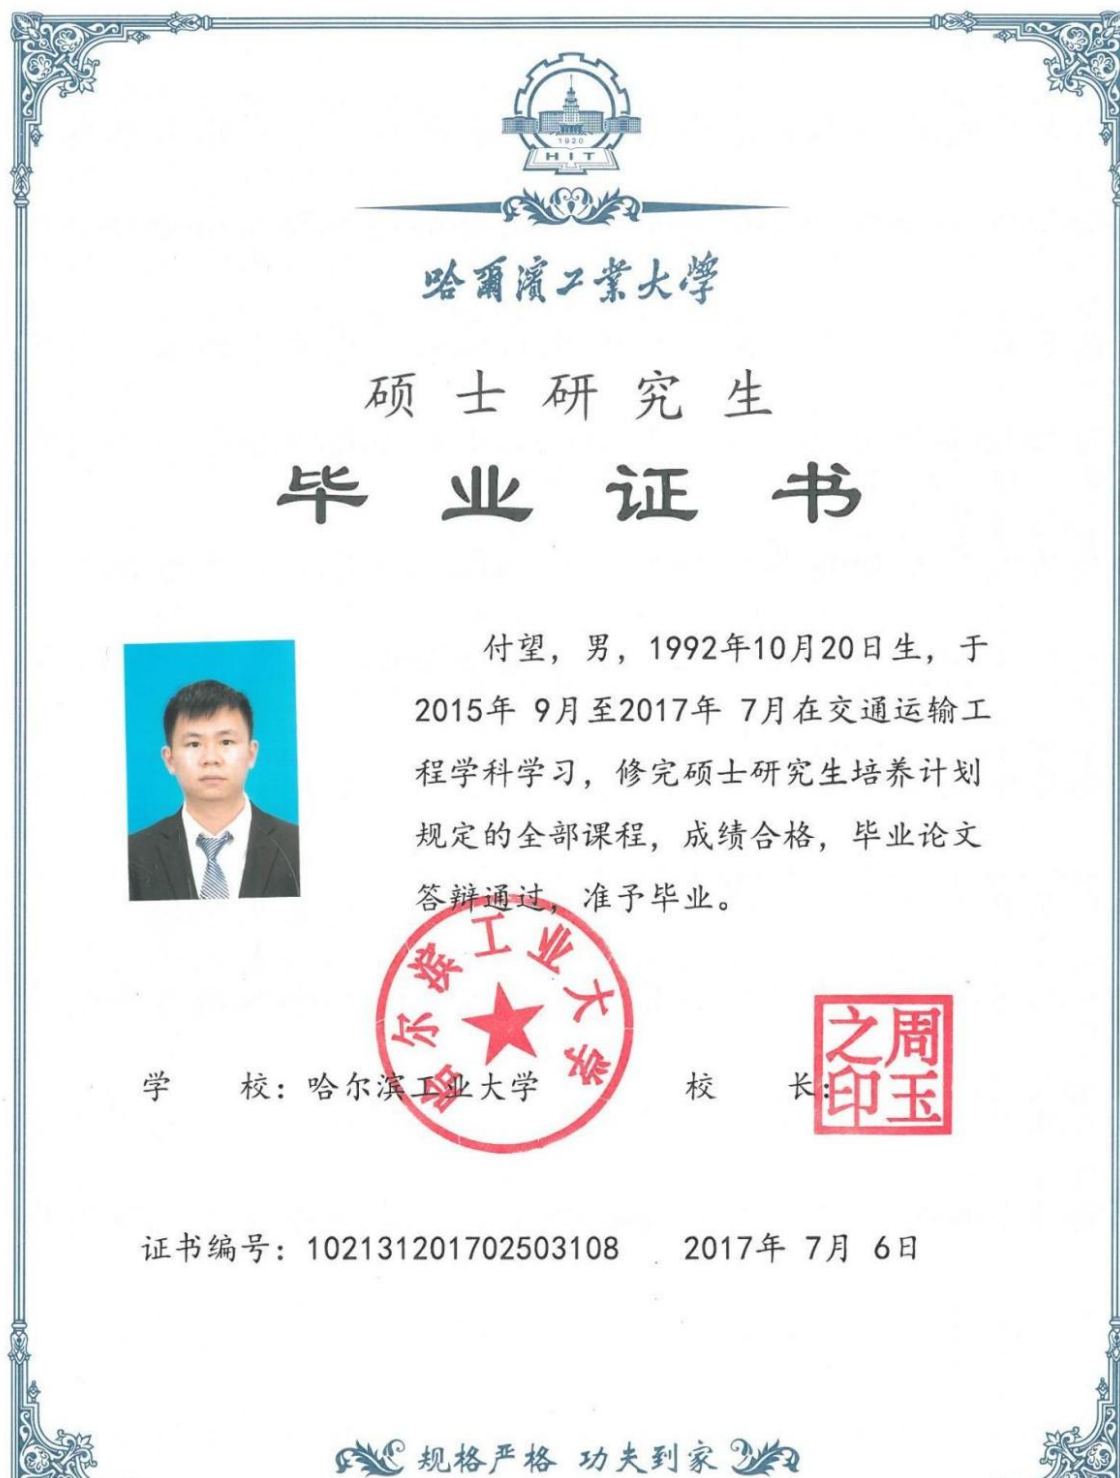 1920
HIT
哈爾濱工業大學
硕士研究生
毕业证书
付望，男，1992年10月20日生，于
2015年 9月至2017年 7月在交通运输工
程学科学习，修完硕士研究生培养计划
规定的全部课程，成绩合格，毕业论文
答辩通过，准予毕业。
哈尔滨工业大学
学 校：哈尔滨工业大学 校 长：
周玉之印
证书编号：102131201702503108 2017年 7月 6日
规格严格 功夫到家